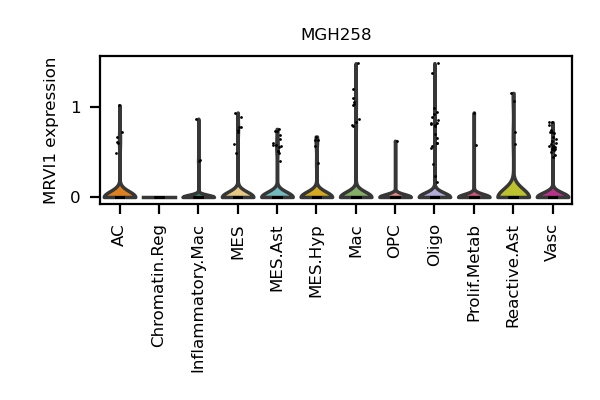 MGH258
MRVI1 expression
1
0
AC
Chromatin.Reg
Inflammatory.Mac
MES
MES.Ast
MES.Hyp
Mac
OPC
Oligo
Prolif.Metab
Reactive.Ast
Vasc